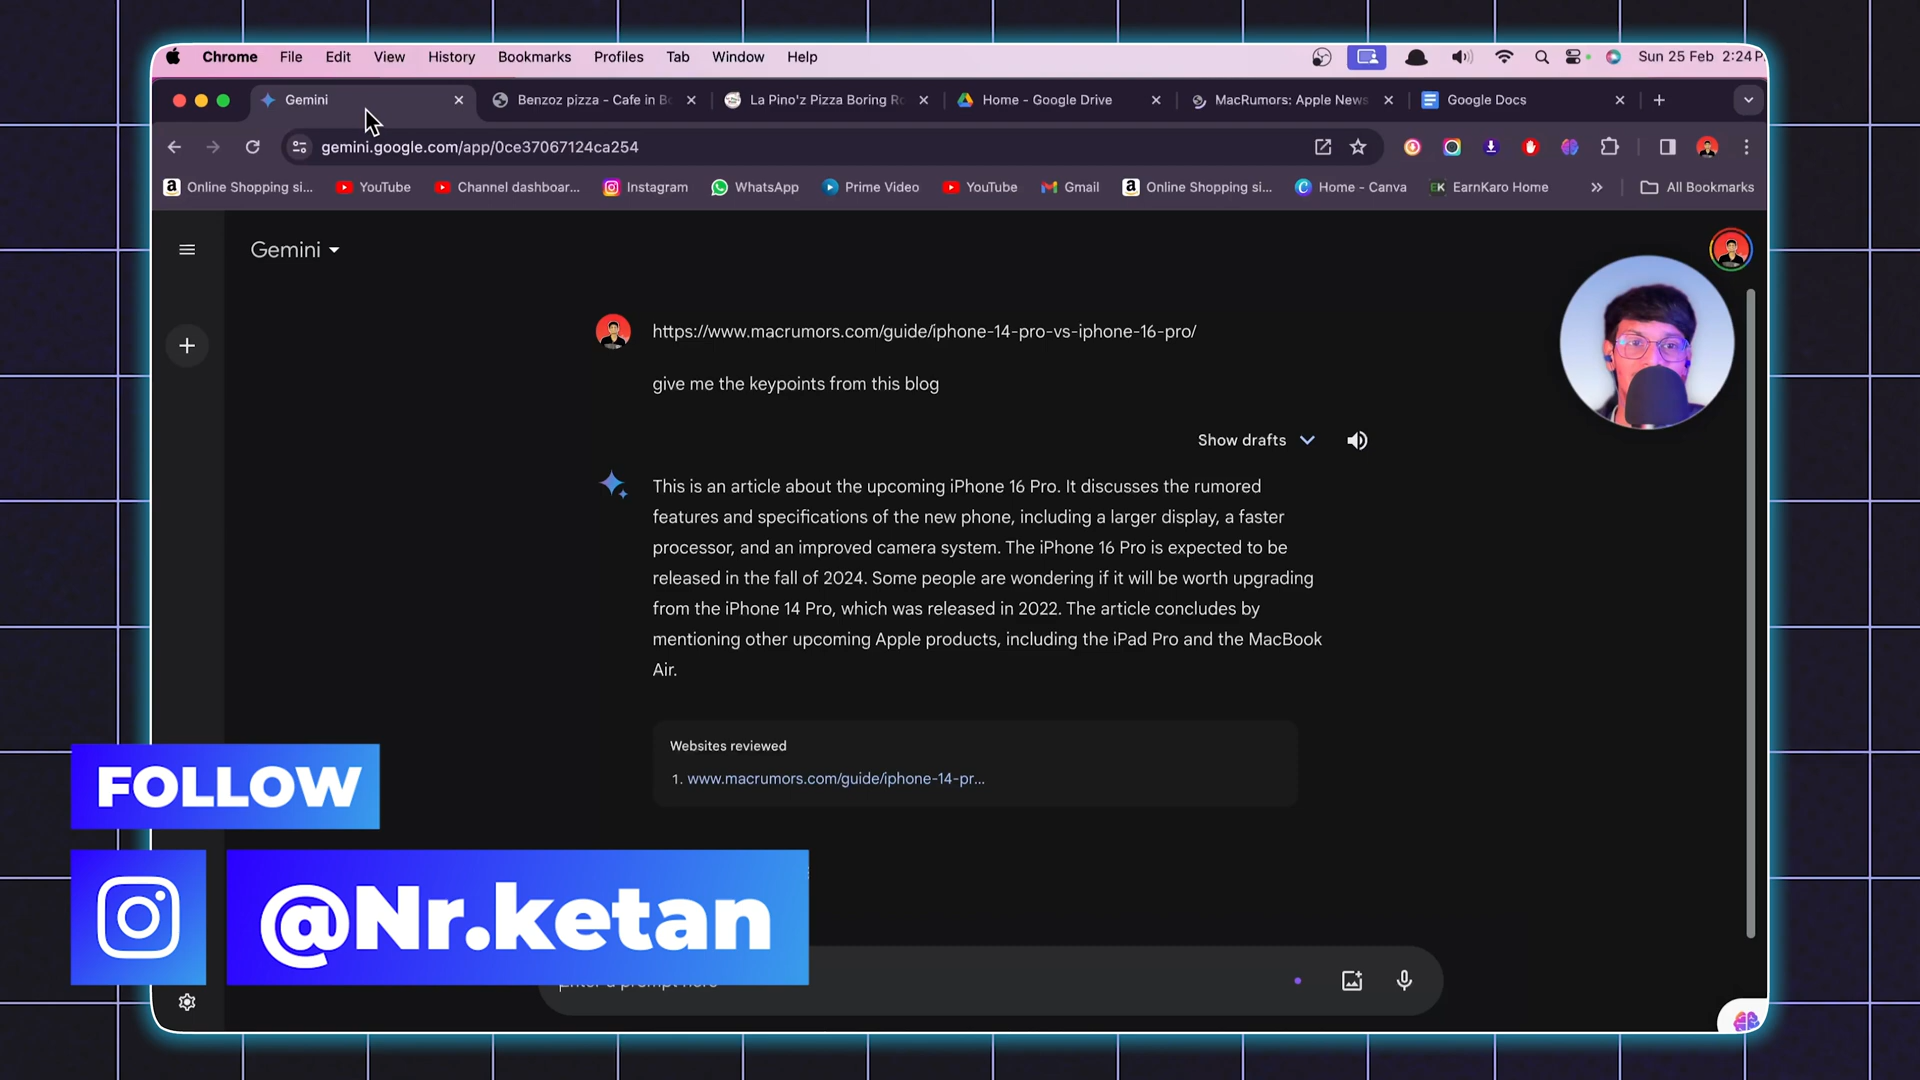 Chrome File Edit View History Bookmarks Profiles Tab Window Help Sun 25 Feb 2:24
Gemini Benzoz pizza - Cafe in B La Pino'z Pizza Boring R Home - Google Drive MacRumors: Apple News Google Docs
gemini.google.com/app/0ce37067124ca254
Online Shopping si... YouTube Channel dashboar... Instagram WhatsApp Prime Video YouTube Gmail Online Shopping si... Home - Canva EK EarnKaro Home » All Bookmarks
Gemini
https://www.macrumors.com/guide/iphone-14-pro-vs-iphone-16-pro/
give me the keypoints from this blog
Show drafts
This is an article about the upcoming iPhone 16 Pro. It discusses the rumored
features and specifications of the new phone, including a larger display, a faster
processor, and an improved camera system. The iPhone 16 Pro is expected to be
released in the fall of 2024. Some people are wondering if it will be worth upgrading
from the iPhone 14 Pro, which was released in 2022. The article concludes by
mentioning other upcoming Apple products, including the iPad Pro and the MacBook
Air.
Websites reviewed
1. www.macrumors.com/guide/iphone-14-pr...
FOLLOW
@Nr.ketan
Enter a prompt here